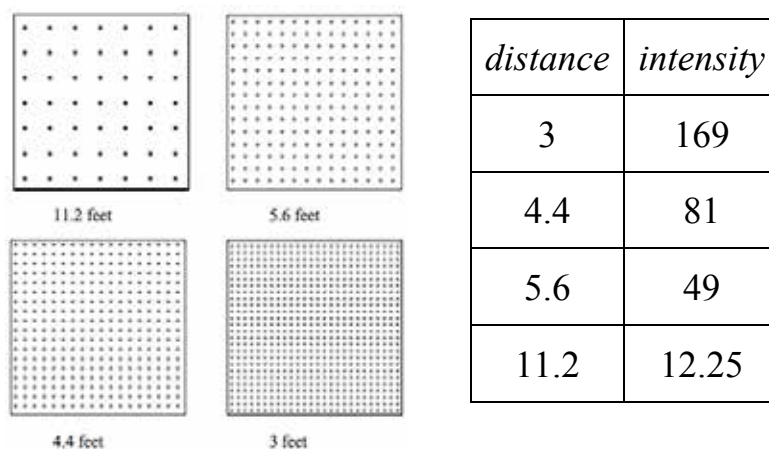 11.2 feet
5.6 feet
4.4 feet
3 feet
distance intensity
3 169
4.4 81
5.6 49
11.2 12.25